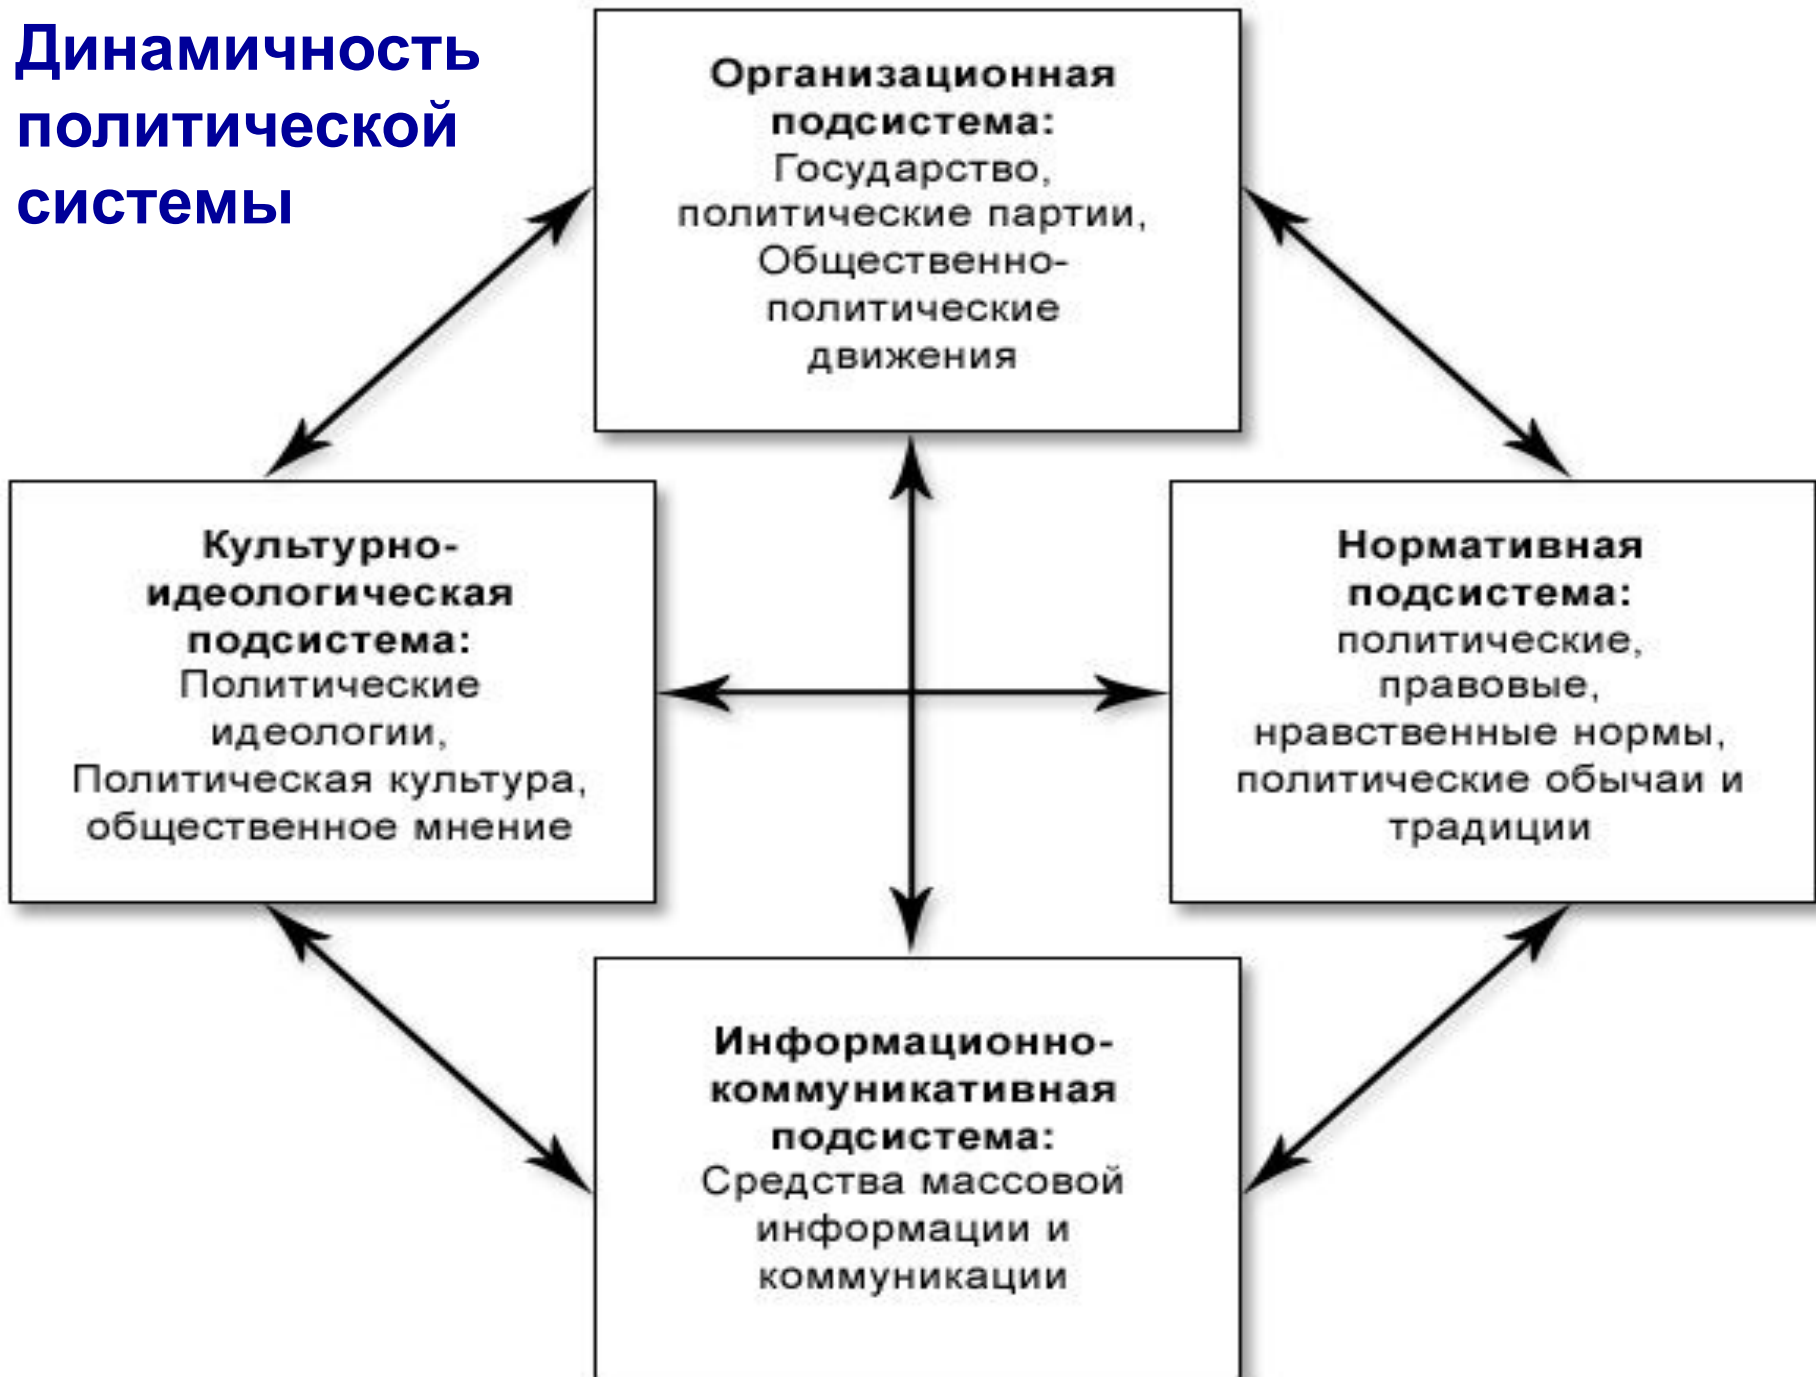 Динамичность
политической
системы
Организационная
подсистема:
Государство,
политические партии,
Общественно-
политические
движения
Культурно-
идеологическая
подсистема:
Политические
идеологии,
Политическая культура,
общественное мнение
Нормативная
подсистема:
политические,
правовые,
нравственные нормы,
политические обычаи и
традиции
Информационно-
коммуникативная
подсистема:
Средства массовой
информации и
коммуникации